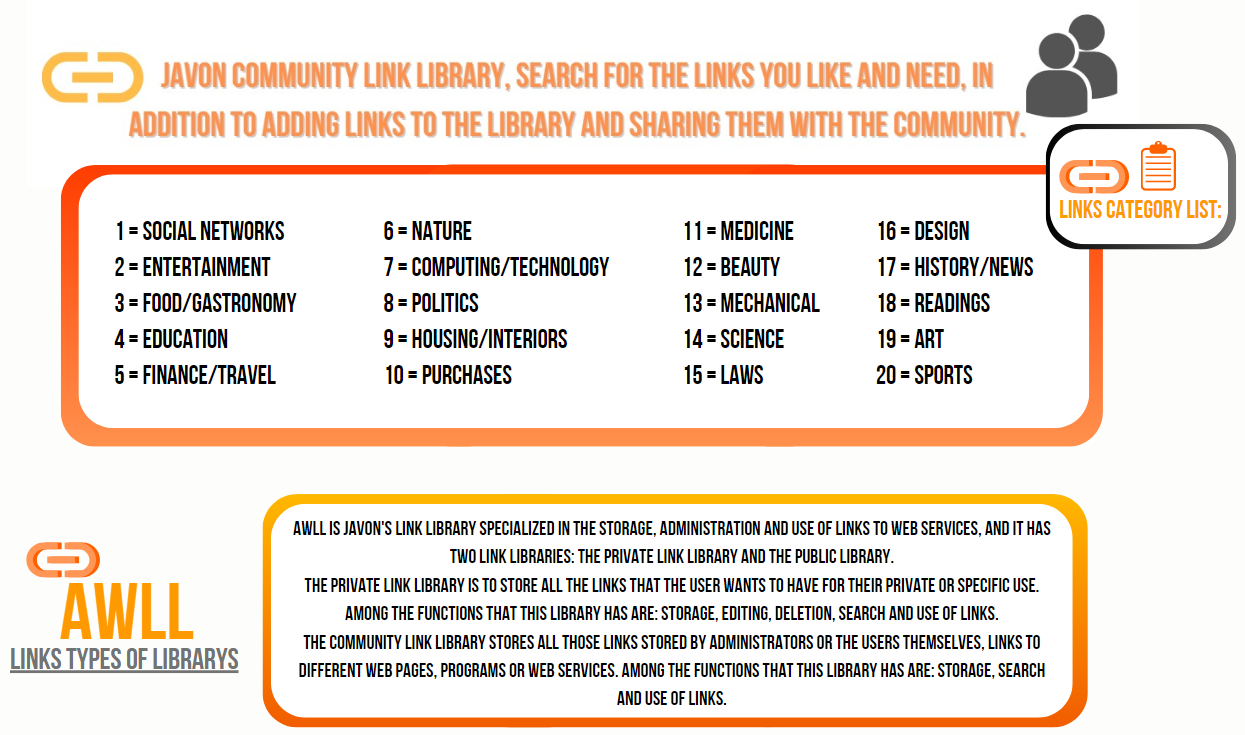 JAVON COMMUNITY LINK LIBRARY, SEARCH FOR THE LINKS YOU LIKE AND NEED, IN
ADDITION TO ADDING LINKS TO THE LIBRARY AND SHARING THEM WITH THE COMMUNITY.
LINKS CATEGORY LIST:
1 = SOCIAL NETWORKS
2 = ENTERTAINMENT
3 = FOOD/GASTRONOMY
4 = EDUCATION
5 = FINANCE/TRAVEL
6 = NATURE
7 = COMPUTING/TECHNOLOGY
8 = POLITICS
9 = HOUSING/INTERIORS
10 = PURCHASES
11 = MEDICINE
12 = BEAUTY
13 = MECHANICAL
14 = SCIENCE
15 = LAWS
16 = DESIGN
17 = HISTORY/NEWS
18 = READINGS
19 = ART
20 = SPORTS
AWLL
LINKS TYPES OF LIBRARYS
AWLL IS JAVON'S LINK LIBRARY SPECIALIZED IN THE STORAGE, ADMINISTRATION AND USE OF LINKS TO WEB SERVICES, AND IT HAS
TWO LINK LIBRARIES: THE PRIVATE LINK LIBRARY AND THE PUBLIC LIBRARY.
THE PRIVATE LINK LIBRARY IS TO STORE ALL THE LINKS THAT THE USER WANTS TO HAVE FOR THEIR PRIVATE OR SPECIFIC USE.
AMONG THE FUNCTIONS THAT THIS LIBRARY HAS ARE: STORAGE, EDITING, DELETION, SEARCH AND USE OF LINKS.
THE COMMUNITY LINK LIBRARY STORES ALL THOSE LINKS STORED BY ADMINISTRATORS OR THE USERS THEMSELVES, LINKS TO
DIFFERENT WEB PAGES, PROGRAMS OR WEB SERVICES. AMONG THE FUNCTIONS THAT THIS LIBRARY HAS ARE: STORAGE, SEARCH
AND USE OF LINKS.